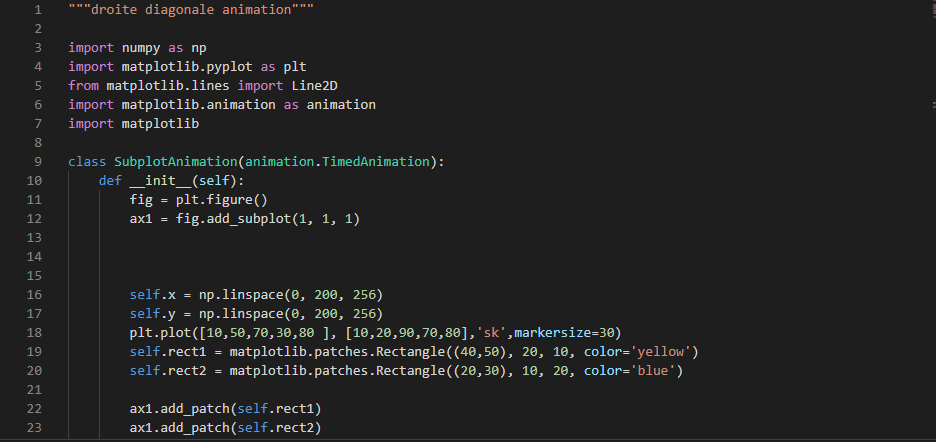 1 """droite diagonale animation"""
2
3 import numpy as np
4 import matplotlib.pyplot as plt
5 from matplotlib.lines import Line2D
6 import matplotlib.animation as animation
7 import matplotlib
8
9 class SubplotAnimation(animation.TimedAnimation):
10     def __init__(self):
11         fig = plt.figure()
12         ax1 = fig.add_subplot(1, 1, 1)
13
14
15
16         self.x = np.linspace(0, 200, 256)
17         self.y = np.linspace(0, 200, 256)
18         plt.plot([10,50,70,30,80 ], [10,20,90,70,80],'sk',markersize=30)
19         self.rect1 = matplotlib.patches.Rectangle((40,50), 20, 10, color='yellow')
20         self.rect2 = matplotlib.patches.Rectangle((20,30), 10, 20, color='blue')
21
22         ax1.add_patch(self.rect1)
23         ax1.add_patch(self.rect2)